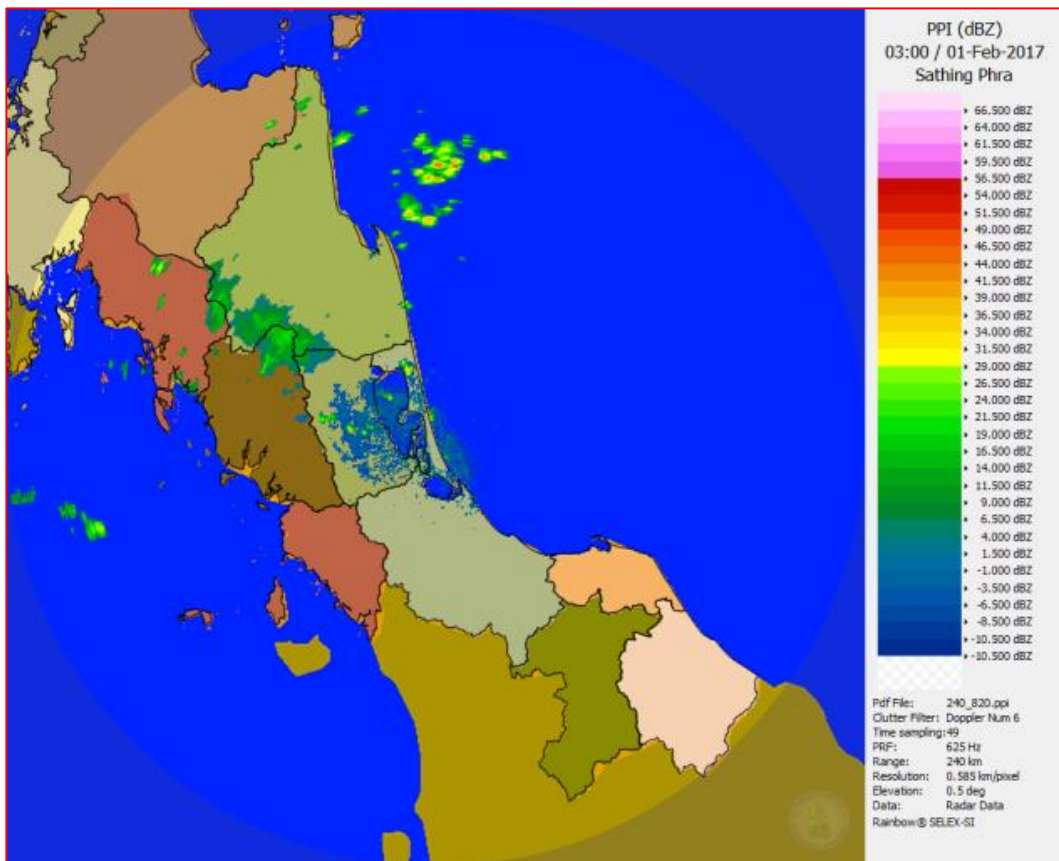 PPI (dBZ)
03:00 / 01-Feb-2017
Sathing Phra
66.500 dBZ
64.000 dBZ
61.500 dBZ
59.500 dBZ
56.500 dBZ
54.000 dBZ
51.500 dBZ
49.000 dBZ
46.500 dBZ
44.000 dBZ
41.500 dBZ
39.000 dBZ
36.500 dBZ
34.000 dBZ
31.500 dBZ
29.000 dBZ
26.500 dBZ
24.000 dBZ
21.500 dBZ
19.000 dBZ
16.500 dBZ
14.000 dBZ
11.500 dBZ
9.000 dBZ
6.500 dBZ
4.000 dBZ
1.500 dBZ
-1.000 dBZ
-3.500 dBZ
-6.500 dBZ
-8.500 dBZ
-10.500 dBZ
-10.500 dBZ
Pdf File: 240_820.ppi
Clutter Filter: Doppler Num 6
Time sampling: 49
PRF: 625 Hz
Range: 240 km
Resolution: 0.585 km/pixel
Elevation: 0.5 deg
Data: Radar Data
Rainbow® SELEX-SI